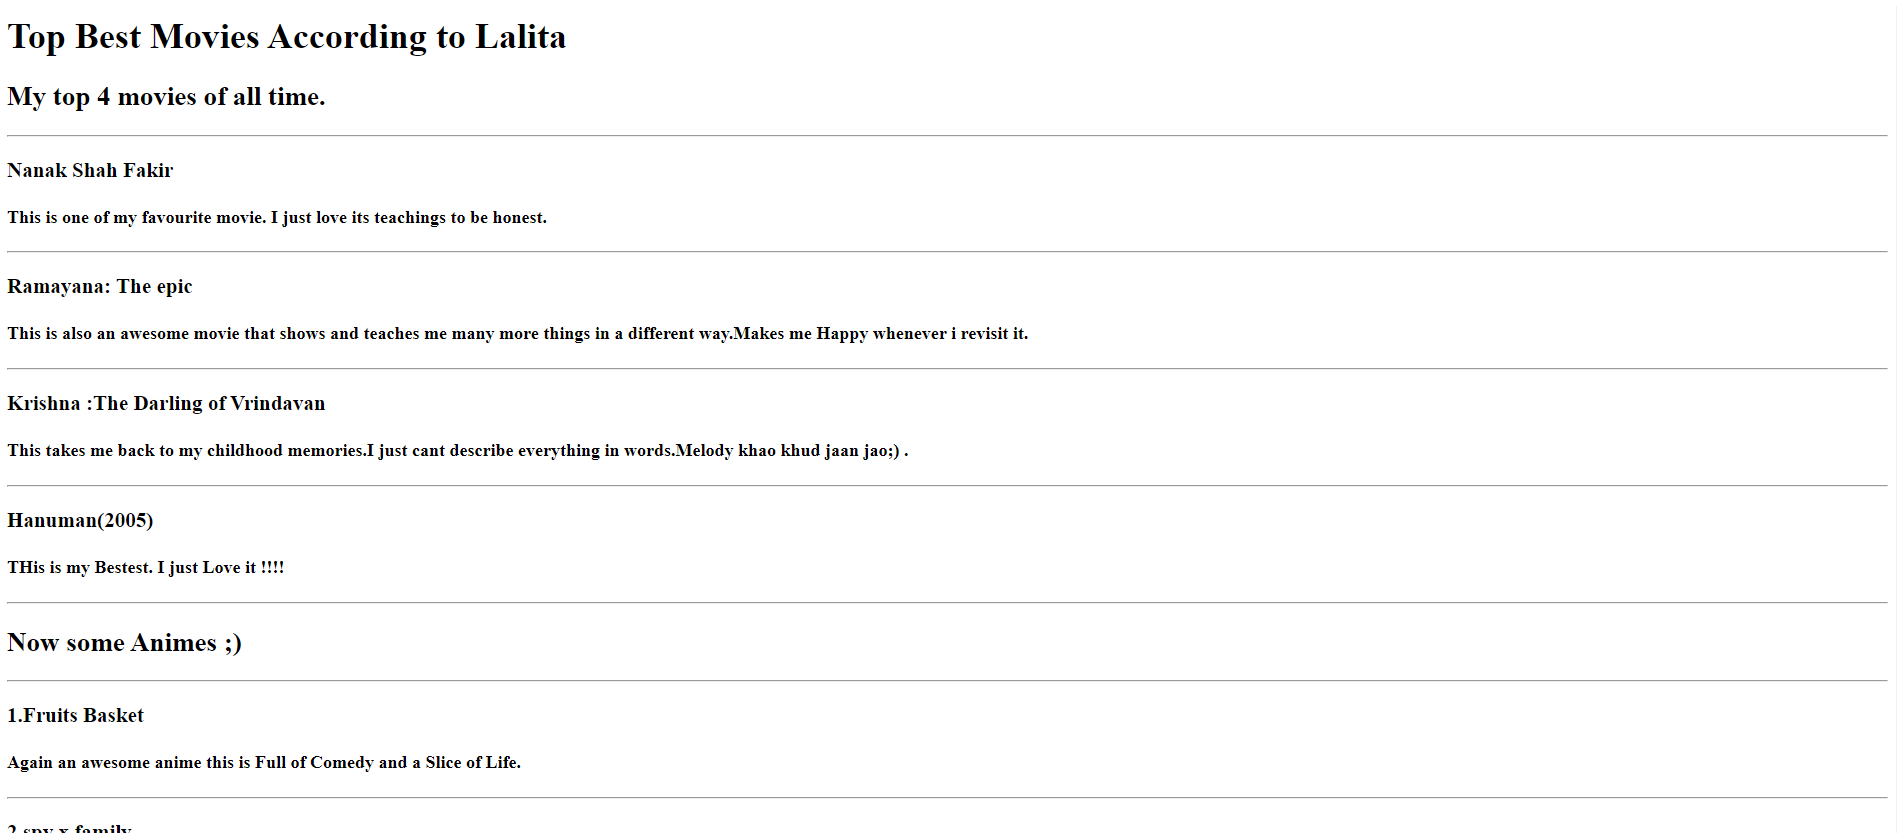 Top Best Movies According to Lalita
My top 4 movies of all time.
Nanak Shah Fakir
This is one of my favourite movie. I just love its teachings to be honest.
Ramayana: The epic
This is also an awesome movie that shows and teaches me many more things in a different way.Makes me Happy whenever i revisit it.
Krishna :The Darling of Vrindavan
This takes me back to my childhood memories.I just cant describe everything in words.Melody khao khud jaan jao;) .
Hanuman(2005)
THis is my Bestest. I just Love it !!!!
Now some Animes ;)
1.Fruits Basket
Again an awesome anime this is Full of Comedy and a Slice of Life.
2.spy x family